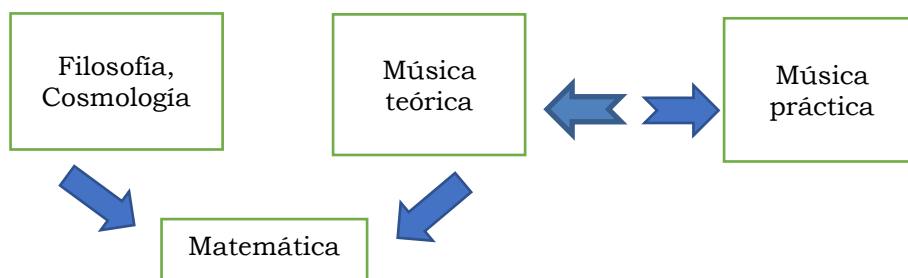 Filosofía,
Cosmología
Música
teórica
Música
práctica
Matemática